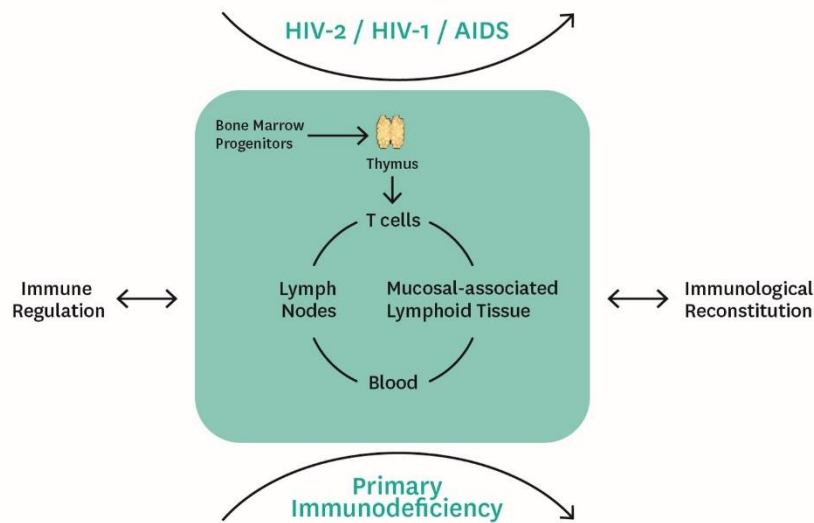 HIV-2 / HIV-1 / AIDS
Bone Marrow
Progenitors
Thymus
T cells
Immune
Regulation
Lymph
Nodes
Mucosal-associated
Lymphoid Tissue
Immunological
Reconstitution
Blood
Primary
Immunodeficiency